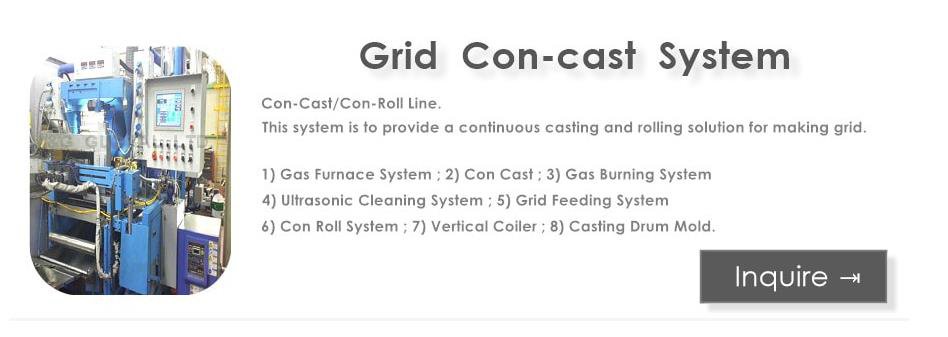 Grid Con-cast System
Con-Cast/Con-Roll Line.
This system is to provide a continuous casting and rolling solution for making grid.
1) Gas Furnace System ; 2) Con Cast ; 3) Gas Burning System
4) Ultrasonic Cleaning System ; 5) Grid Feeding System
6) Con Roll System ; 7) Vertical Coiler ; 8) Casting Drum Mold.
Inquire ⇥